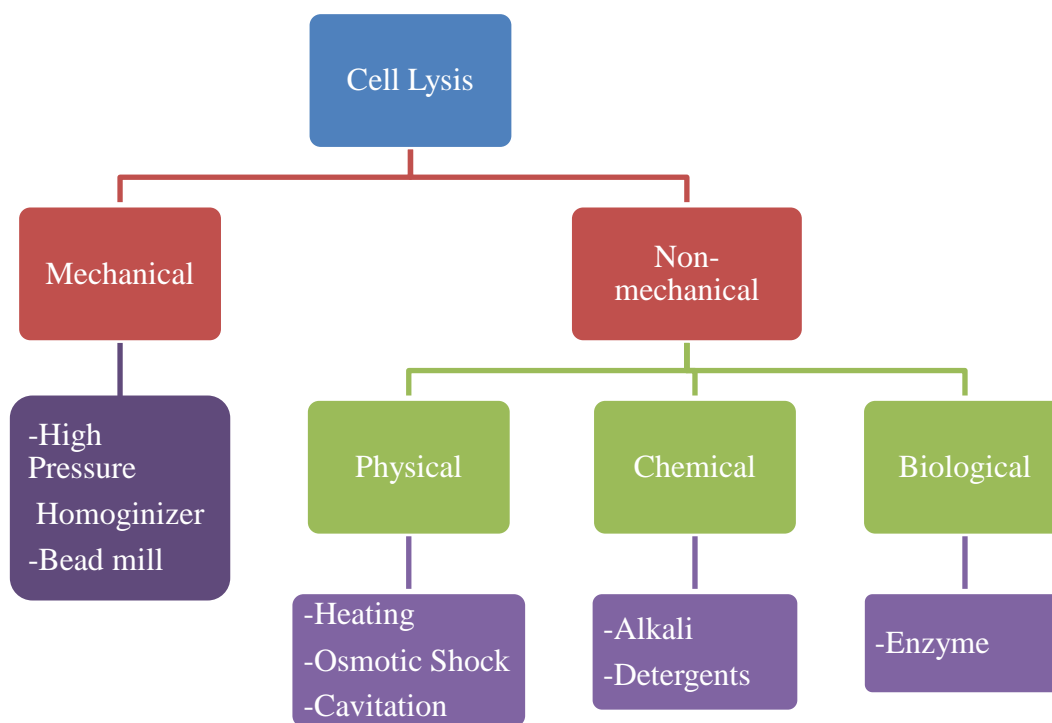 Cell Lysis
Mechanical
Non-
mechanical
-High
Pressure
Homoginizer
-Bead mill
Physical
Chemical
Biological
-Heating
-Osmotic Shock
-Cavitation
-Alkali
-Detergents
-Enzyme